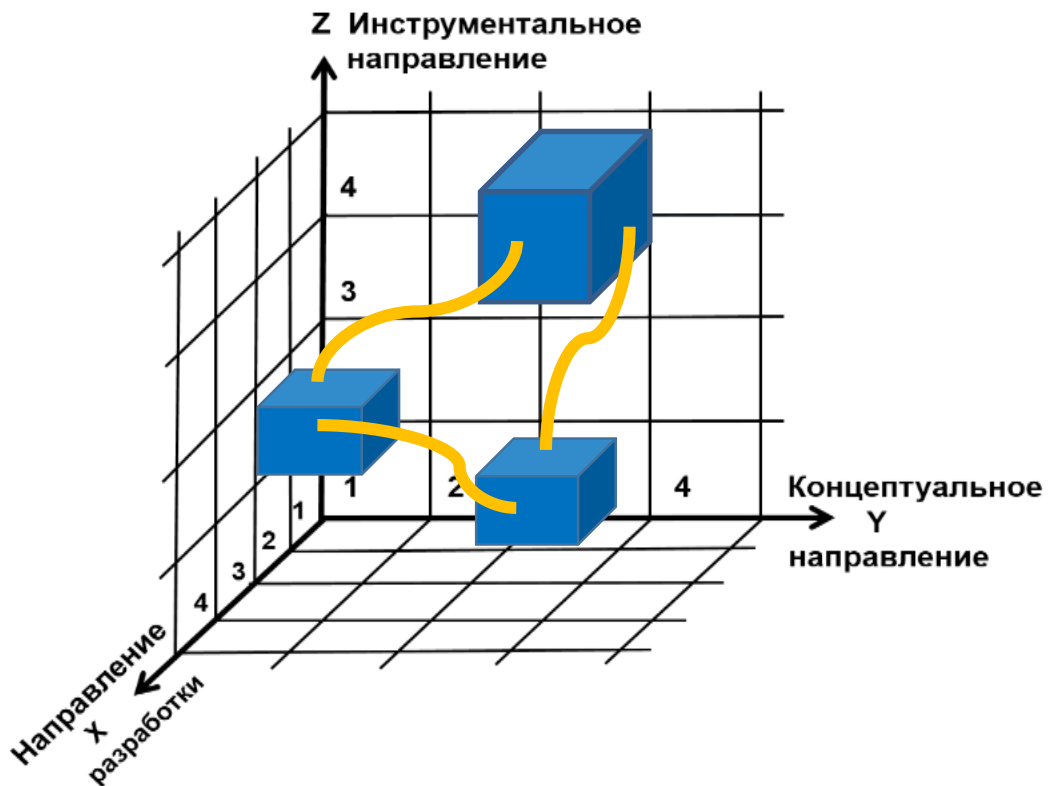 Z Инструментальное
направление
4
3
1 2 4
Концептуальное
Y
направление
1
2
3
4
Направление
X
разработки